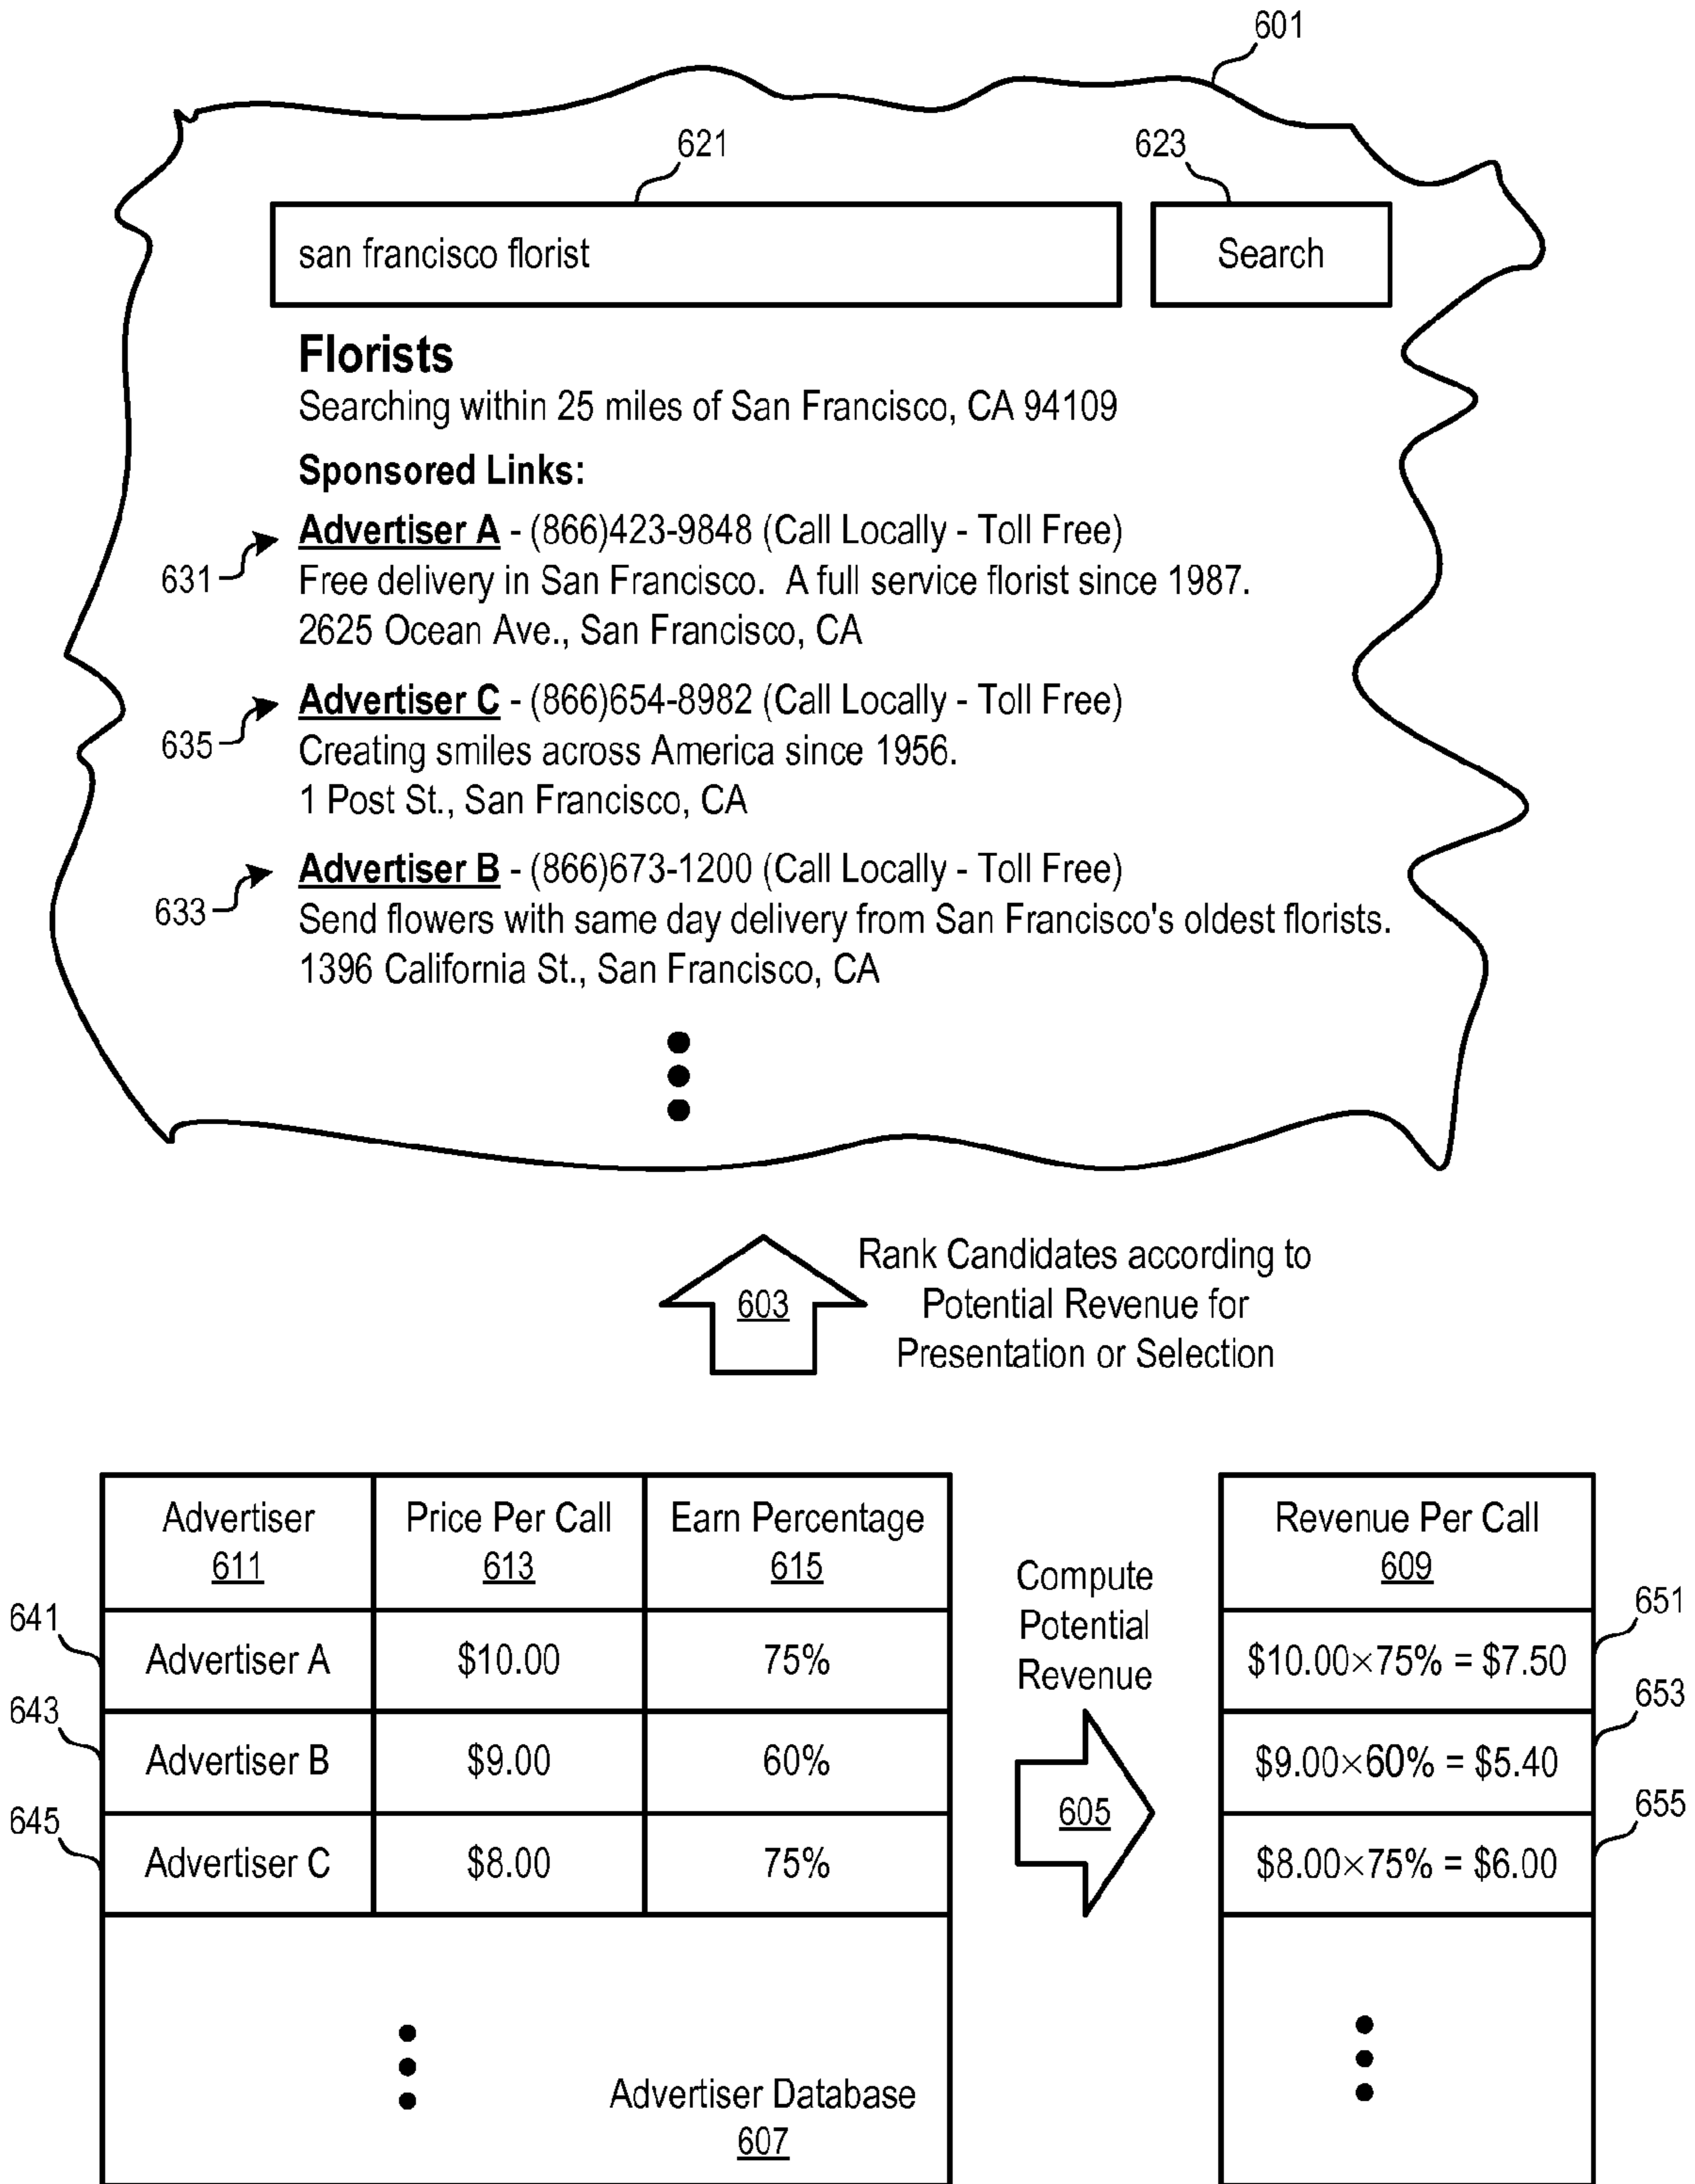 601
621
623
san francisco florist
Search
Florists
Searching within 25 miles of San Francisco, CA 94109
Sponsored Links:
Advertiser A - (866)423-9848 (Call Locally - Toll Free)
631
Free delivery in San Francisco. A full service florist since 1987.
2625 Ocean Ave., San Francisco, CA
Advertiser C - (866)654-8982 (Call Locally - Toll Free)
635
Creating smiles across America since 1956.
1 Post St., San Francisco, CA
Advertiser B - (866)673-1200 (Call Locally - Toll Free)
633
Send flowers with same day delivery from San Francisco's oldest florists.
1396 California St., San Francisco, CA
603
Rank Candidates according to
Potential Revenue for
Presentation or Selection
Advertiser
611
Price Per Call
613
Earn Percentage
615
641
Advertiser A
$10.00
75%
643
Advertiser B
$9.00
60%
645
Advertiser C
$8.00
75%
Advertiser Database
607
Compute
Potential
Revenue
605
Revenue Per Call
609
651
$10.00×75% = $7.50
653
$9.00×60% = $5.40
655
$8.00×75% = $6.00